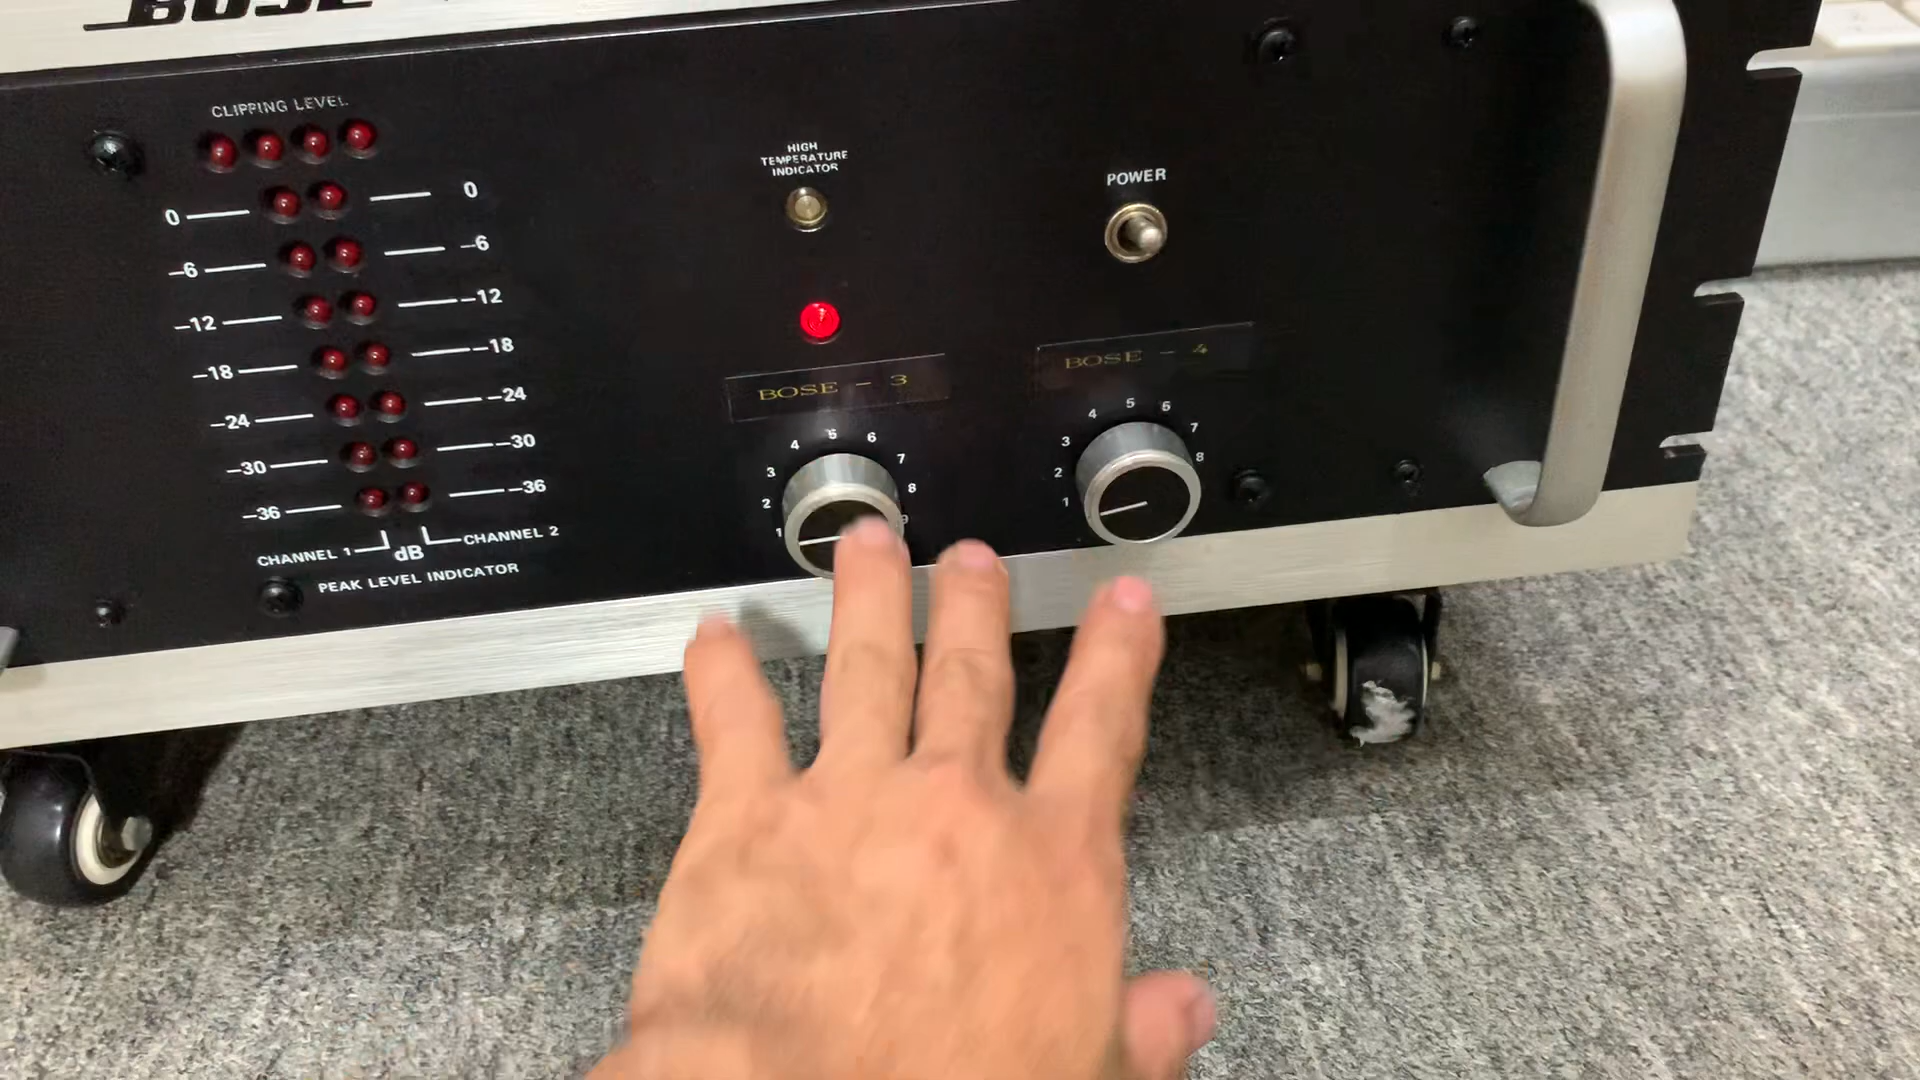 BOSE
CLIPPING LEVEL
0 0
-6 -6
-12 -12
-18 -18
-24 -24
-30 -30
-36 -36
CHANNEL 1 dB CHANNEL 2
PEAK LEVEL INDICATOR
HIGH
TEMPERATURE
INDICATOR
POWER
BOSE - 3
1 2 3 4 5 6 7 8 9
BOSE - 4
1 2 3 4 5 6 7 8